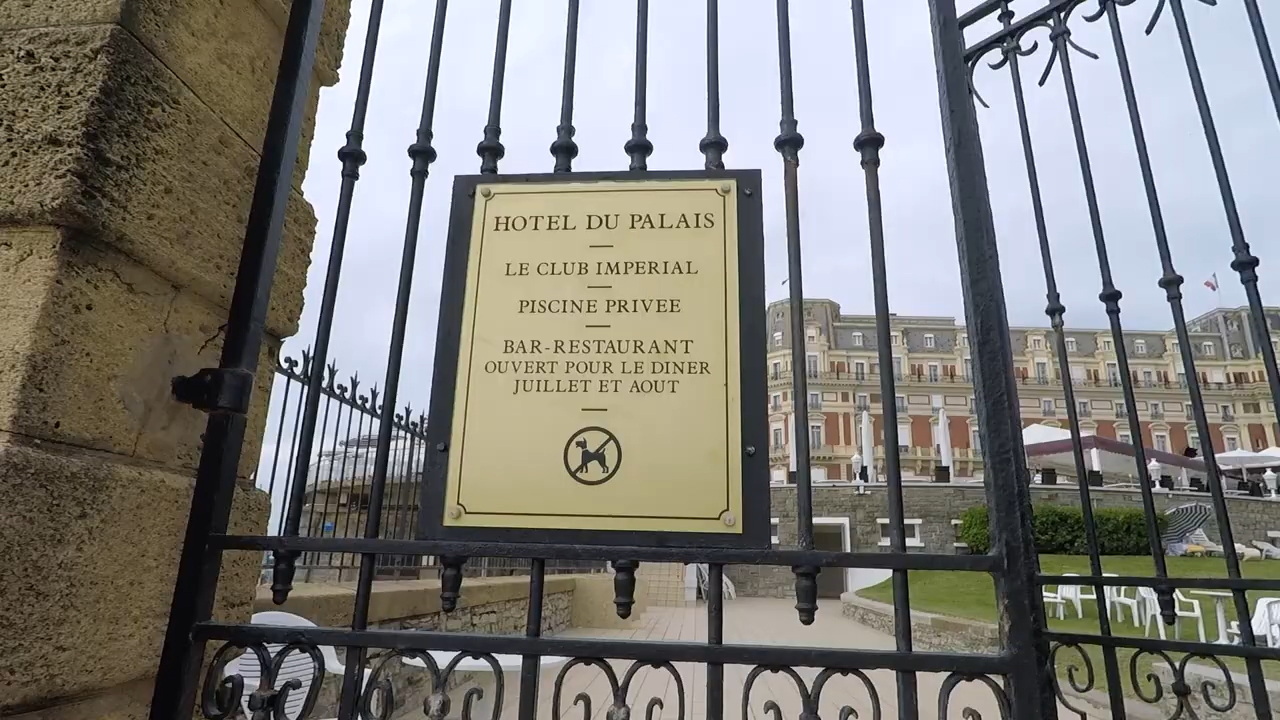 HOTEL DU PALAIS
LE CLUB IMPERIAL
PISCINE PRIVEE
BAR-RESTAURANT
OUVERT POUR LE DINER
JUILLET ET AOUT